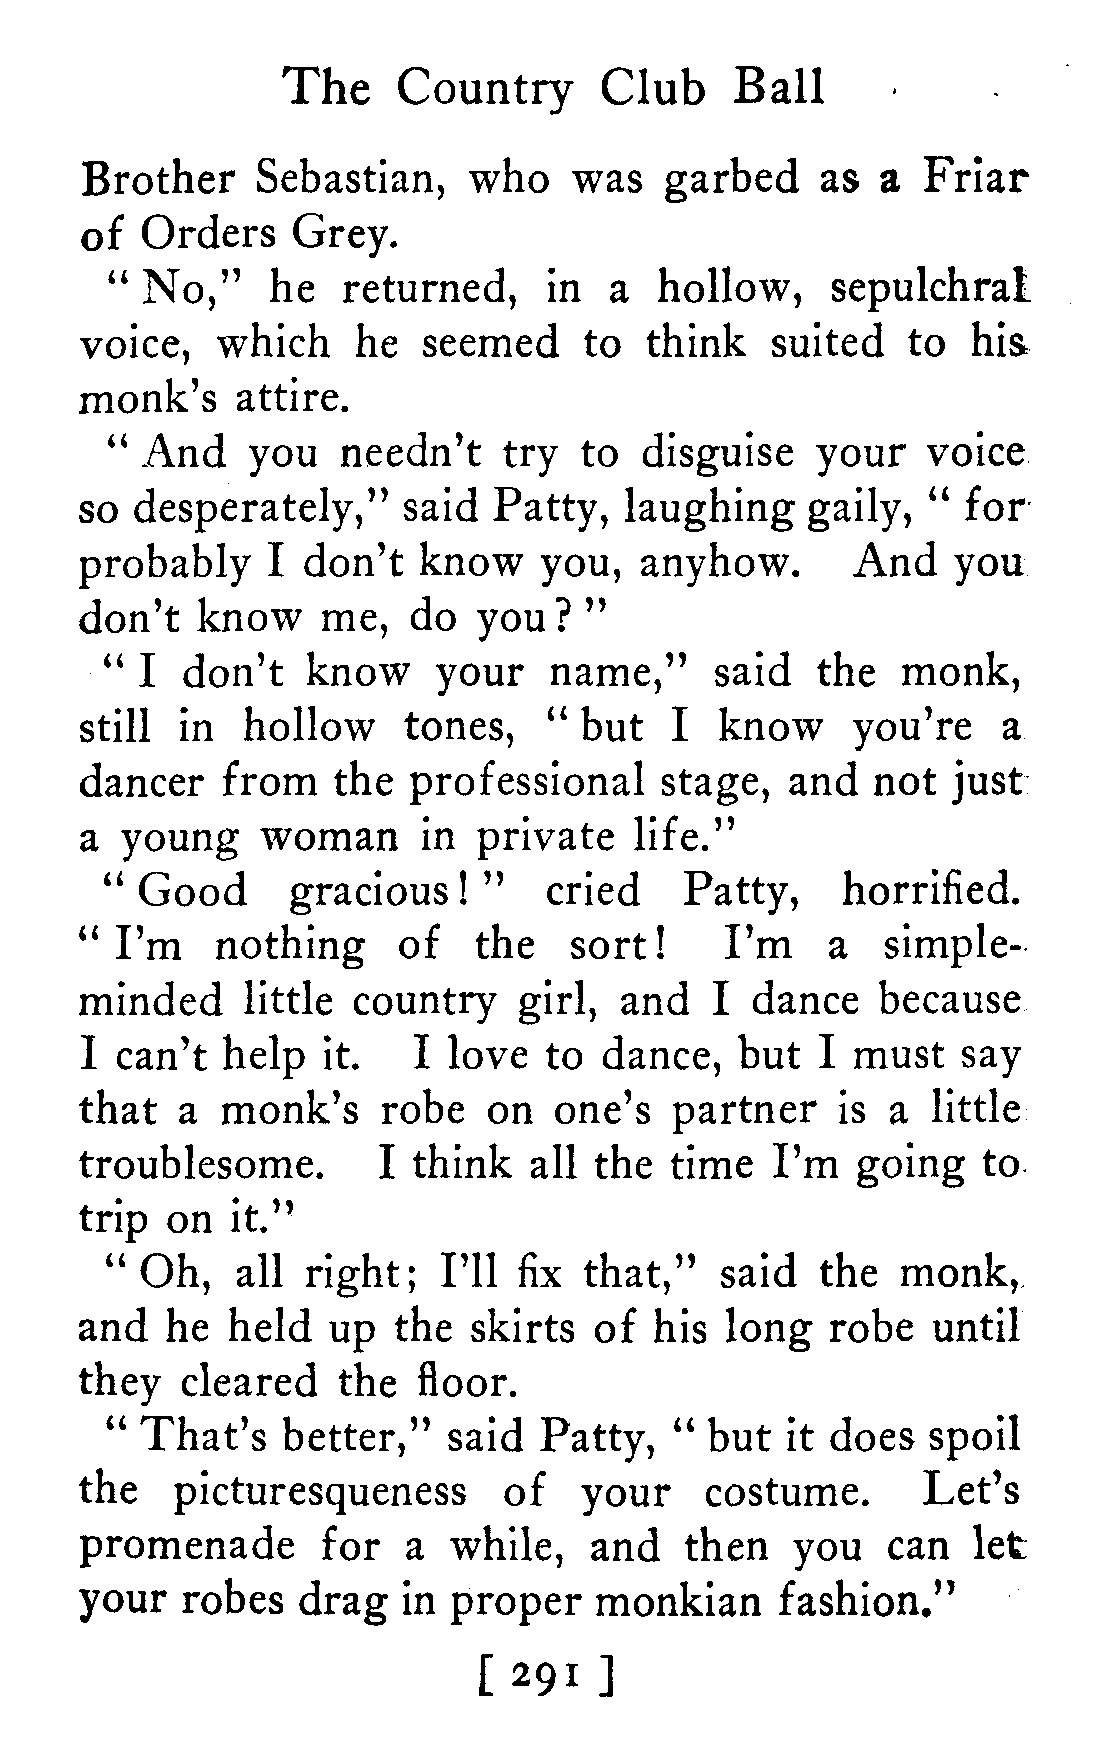 The Country Club Ball
Brother Sebastian, who was garbed as a Friar
of Orders Grey.
" No," he returned, in a hollow, sepulchral
voice, which he seemed to think suited to his
monk's attire.
" And you needn't try to disguise your voice
so desperately," said Patty, laughing gaily, " for
probably I don't know you, anyhow. And you
don't know me, do you? "
" I don't know your name," said the monk,
still in hollow tones, " but I know you're a
dancer from the professional stage, and not just
a young woman in private life."
" Good gracious! " cried Patty, horrified.
" I'm nothing of the sort! I'm a simple-
minded little country girl, and I dance because
I can't help it. I love to dance, but I must say
that a monk's robe on one's partner is a little
troublesome. I think all the time I'm going to
trip on it."
" Oh, all right; I'll fix that," said the monk,
and he held up the skirts of his long robe until
they cleared the floor.
" That's better," said Patty, " but it does spoil
the picturesqueness of your costume. Let's
promenade for a while, and then you can let
your robes drag in proper monkian fashion."
[ 291 ]